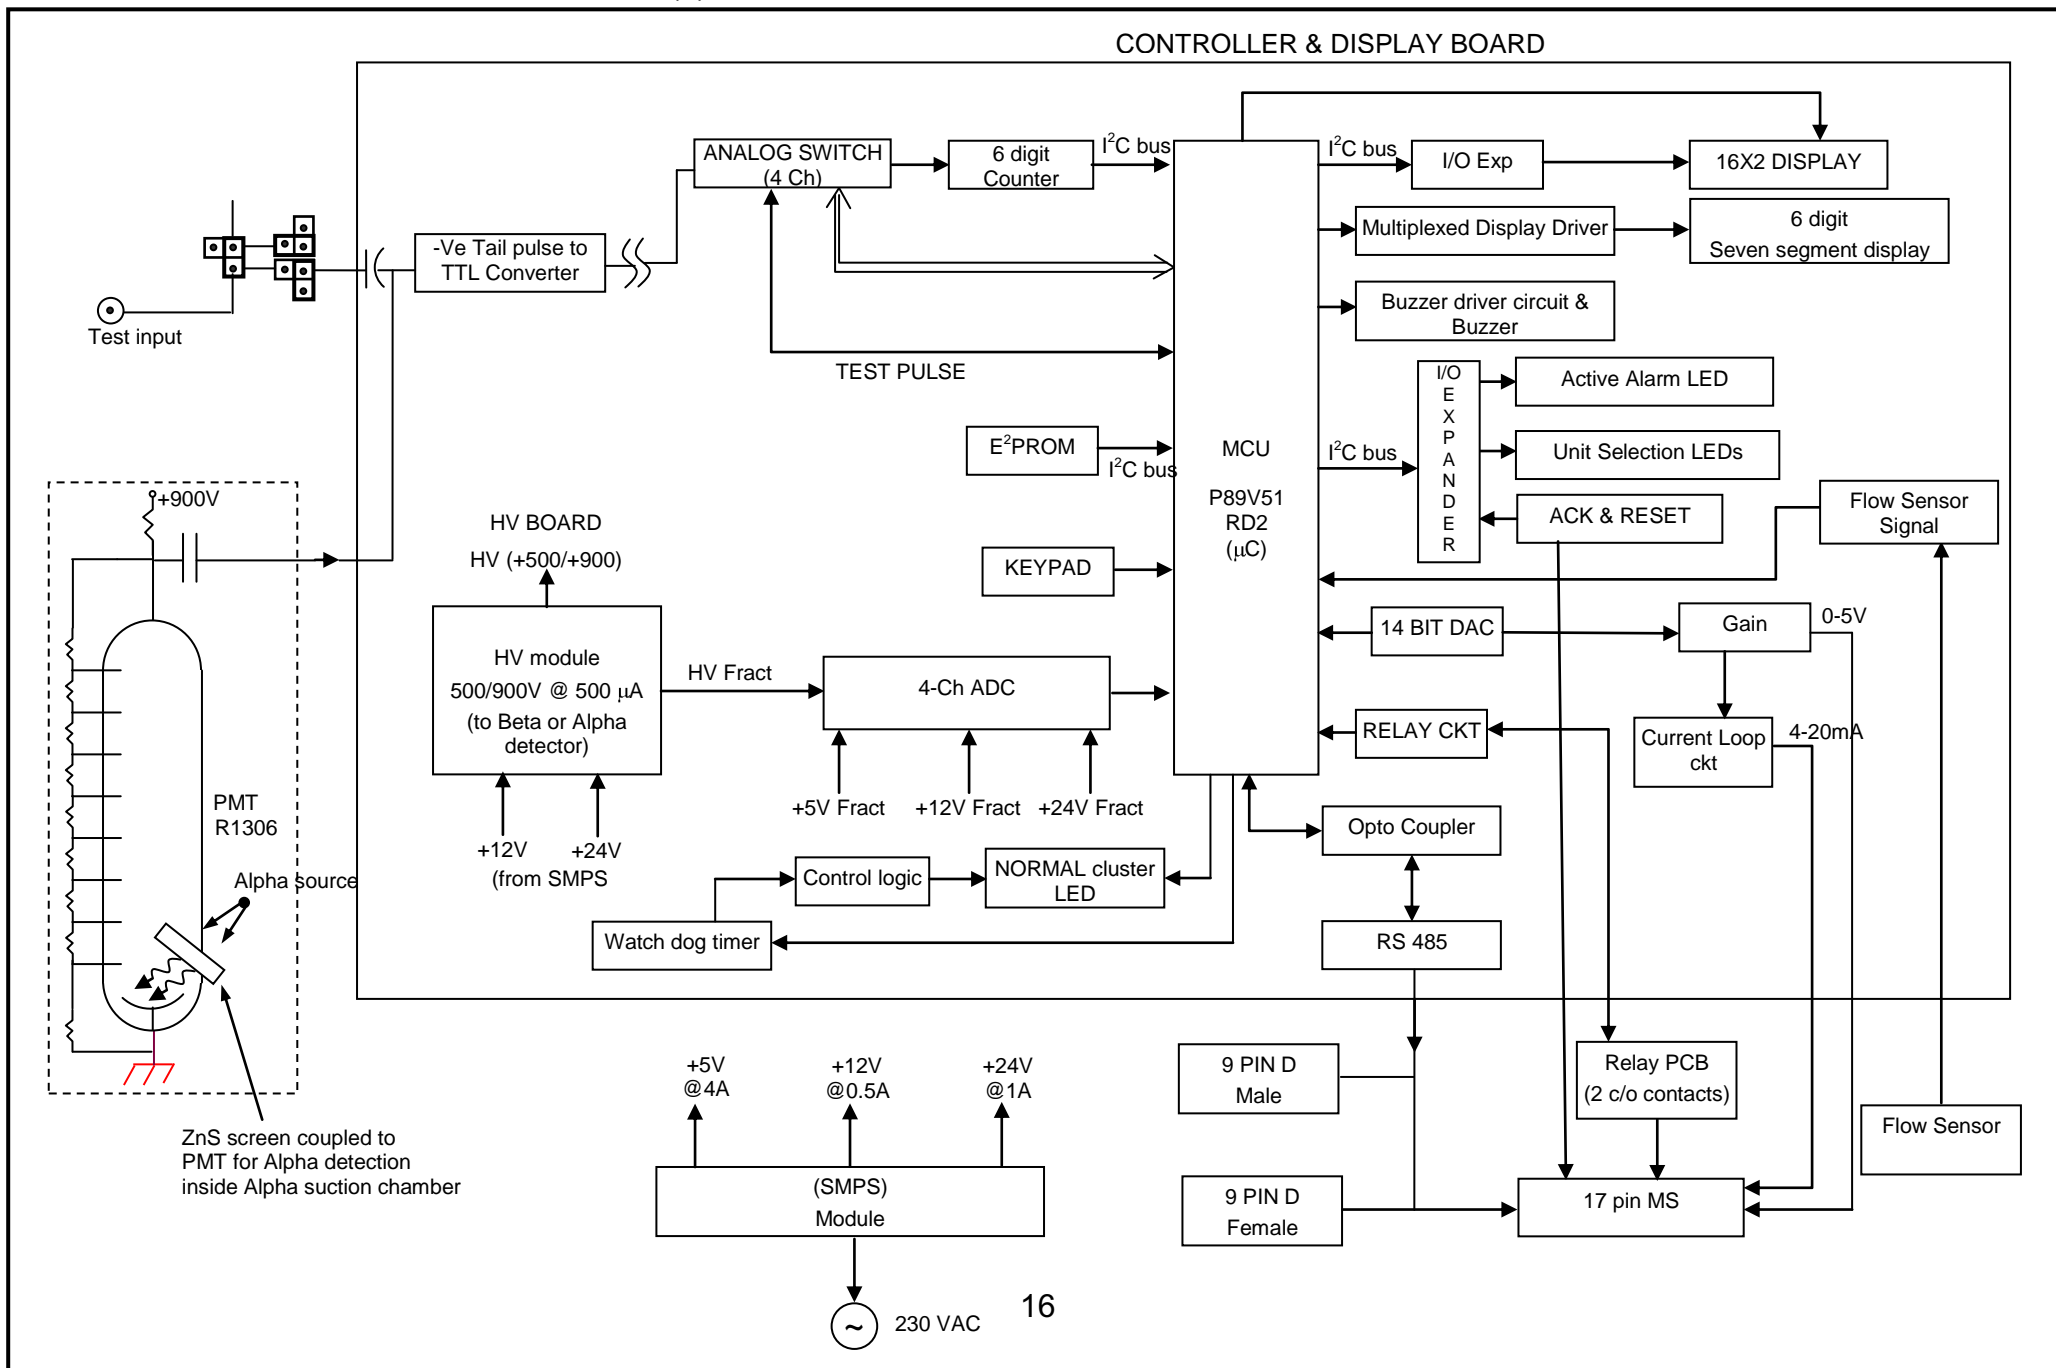 CONTROLLER & DISPLAY BOARD
ANALOG SWITCH
(4 Ch)
6 digit
Counter
I²C bus
I²C bus
I/O Exp
16X2 DISPLAY
-Ve Tail pulse to
TTL Converter
Multiplexed Display Driver
6 digit
Seven segment display
Buzzer driver circuit &
Buzzer
Test input
TEST PULSE
I/O
E
X
P
A
N
D
E
R
Active Alarm LED
E²PROM
I²C bus
MCU
P89V51
RD2
(µC)
I²C bus
Unit Selection LEDs
ACK & RESET
Flow Sensor
Signal
+900V
HV BOARD
HV (+500/+900)
KEYPAD
HV module
500/900V @ 500 µA
(to Beta or Alpha
detector)
HV Fract
4-Ch ADC
14 BIT DAC
Gain
0-5V
RELAY CKT
Current Loop
ckt
4-20mA
PMT
R1306
+5V Fract
+12V Fract
+24V Fract
+12V
+24V
(from SMPS
Opto Coupler
Alpha source
Control logic
NORMAL cluster
LED
Watch dog timer
RS 485
+5V
@4A
+12V
@0.5A
+24V
@1A
9 PIN D
Male
Relay PCB
(2 c/o contacts)
Flow Sensor
ZnS screen coupled to
PMT for Alpha detection
inside Alpha suction chamber
(SMPS)
Module
9 PIN D
Female
17 pin MS
~
230 VAC
16